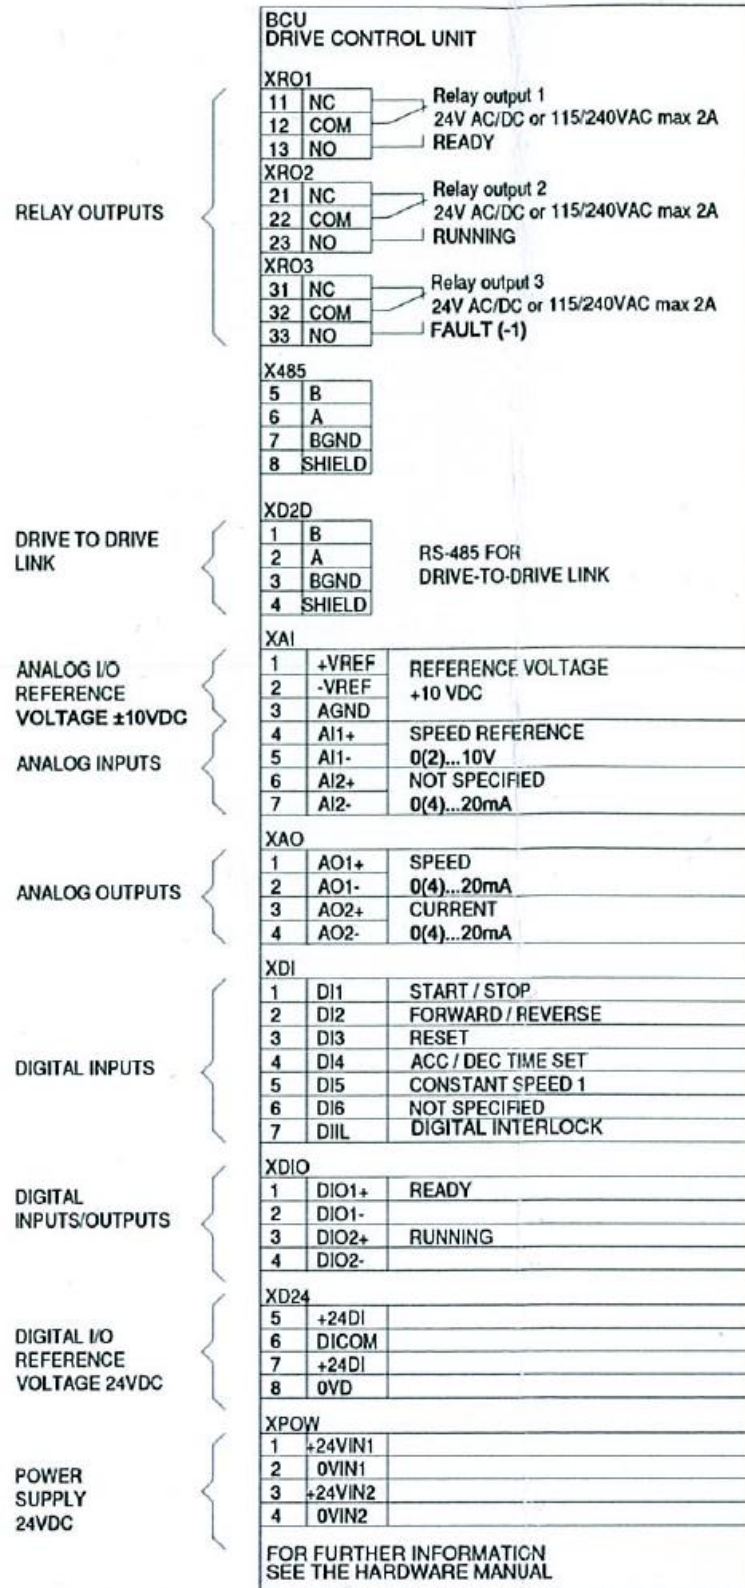 BCU
DRIVE CONTROL UNIT
XRO1
11 NC Relay output 1
12 COM 24V AC/DC or 115/240VAC max 2A
13 NO READY
XRO2
RELAY OUTPUTS
21 NC Relay output 2
22 COM 24V AC/DC or 115/240VAC max 2A
23 NO RUNNING
XRO3
31 NC Relay output 3
32 COM 24V AC/DC or 115/240VAC max 2A
33 NO FAULT (-1)
X485
5 B
6 A
7 BGND
8 SHIELD
DRIVE TO DRIVE
LINK
XD2D
1 B
2 A RS-485 FOR
3 BGND DRIVE-TO-DRIVE LINK
4 SHIELD
ANALOG I/O
REFERENCE
VOLTAGE ±10VDC
XAI
1 +VREF REFERENCE VOLTAGE
2 -VREF +10 VDC
3 AGND
ANALOG INPUTS
4 AI1+ SPEED REFERENCE
5 AI1- 0(2)...10V
6 AI2+ NOT SPECIFIED
7 AI2- 0(4)...20mA
ANALOG OUTPUTS
XAO
1 AO1+ SPEED
2 AO1- 0(4)...20mA
3 AO2+ CURRENT
4 AO2- 0(4)...20mA
DIGITAL INPUTS
XDI
1 DI1 START / STOP
2 DI2 FORWARD / REVERSE
3 DI3 RESET
4 DI4 ACC / DEC TIME SET
5 DI5 CONSTANT SPEED 1
6 DI6 NOT SPECIFIED
7 DIIL DIGITAL INTERLOCK
DIGITAL
INPUTS/OUTPUTS
XDIO
1 DIO1+ READY
2 DIO1-
3 DIO2+ RUNNING
4 DIO2-
DIGITAL I/O
REFERENCE
VOLTAGE 24VDC
XD24
5 +24DI
6 DICOM
7 +24DI
8 0VD
POWER
SUPPLY
24VDC
XPOW
1 +24VIN1
2 0VIN1
3 +24VIN2
4 0VIN2
FOR FURTHER INFORMATION
SEE THE HARDWARE MANUAL